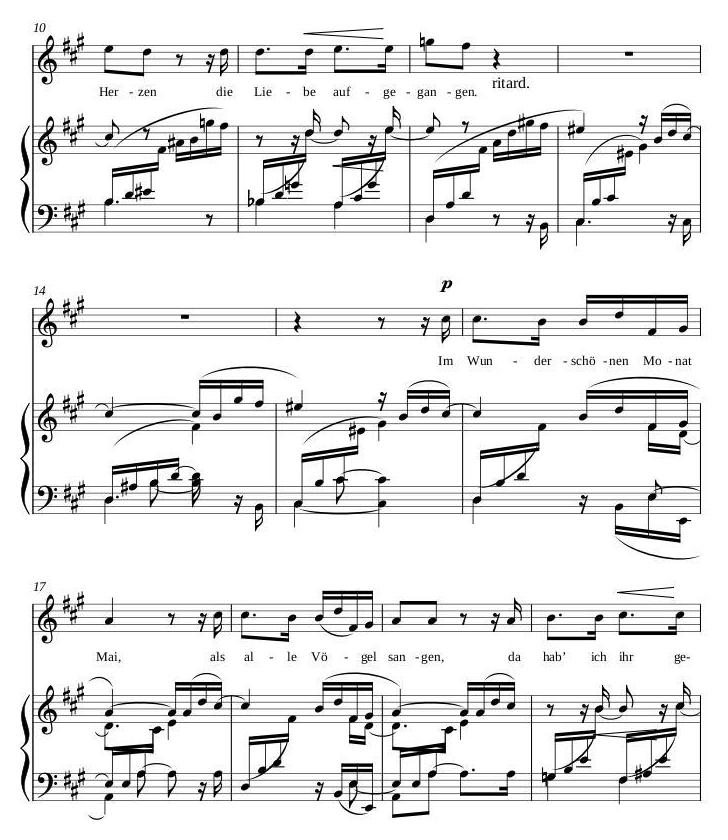 10
Her - zen die Lie - be auf - ge - gan - gen.
ritard.
14
p
Im Wun - der - schö - nen Mo - nat
17
Mai, als al - le Vö - gel san - gen, da hab’ ich ihr ge-